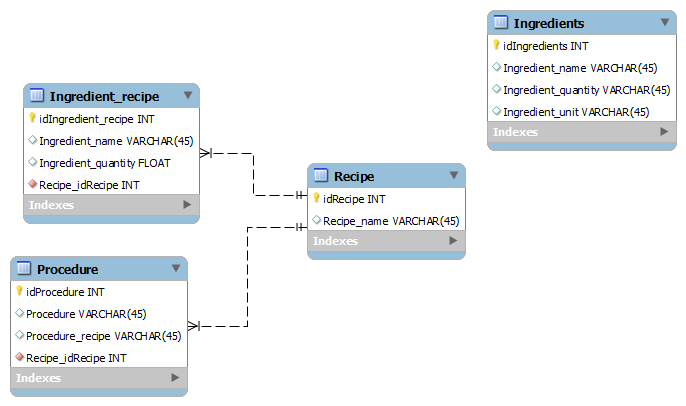 Ingredients
idIngredients INT
Ingredient_name VARCHAR(45)
Ingredient_quantity VARCHAR(45)
Ingredient_unit VARCHAR(45)
Indexes
Ingredient_recipe
idIngredient_recipe INT
Ingredient_name VARCHAR(45)
Ingredient_quantity FLOAT
Recipe_idRecipe INT
Indexes
Recipe
idRecipe INT
Recipe_name VARCHAR(45)
Indexes
Procedure
idProcedure INT
Procedure VARCHAR(45)
Procedure_recipe VARCHAR(45)
Recipe_idRecipe INT
Indexes